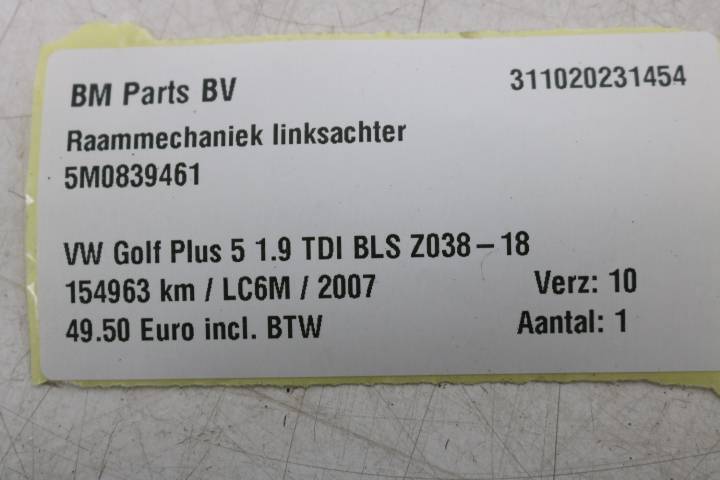 BM Parts BV 311020231454
Raammechaniek linksachter
5M0839461
VW Golf Plus 5 1.9 TDI BLS Z038-18
154963 km / LC6M / 2007 Verz: 10
49.50 Euro incl. BTW Aantal: 1